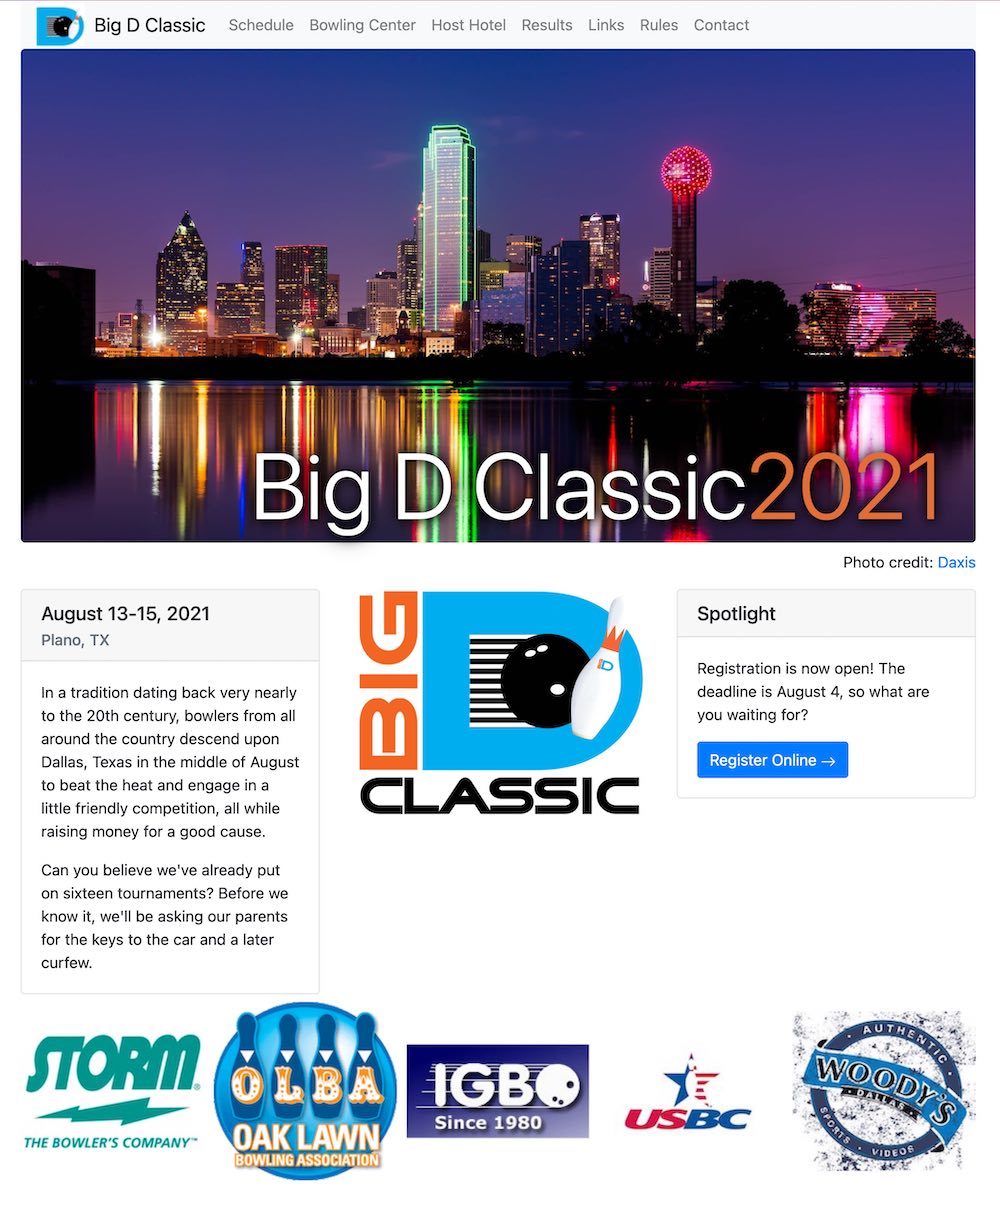 Big D Classic Schedule Bowling Center Host Hotel Results Links Rules Contact
Big D Classic2021
Photo credit: Daxis
August 13-15, 2021
Plano, TX
In a tradition dating back very nearly
to the 20th century, bowlers from all
around the country descend upon
Dallas, Texas in the middle of August
to beat the heat and engage in a
little friendly competition, all while
raising money for a good cause.
Can you believe we've already put
on sixteen tournaments? Before we
know it, we'll be asking our parents
for the keys to the car and a later
curfew.
BIG
D
CLASSIC
Spotlight
Registration is now open! The
deadline is August 4, so what are
you waiting for?
Register Online →
STORM®
THE BOWLER'S COMPANY™
OLBA
OAK LAWN
BOWLING ASSOCIATION
IGBO
Since 1980
USBC
AUTHENTIC
WOODY'S
DALLAS
SPORTS · VIDEOS